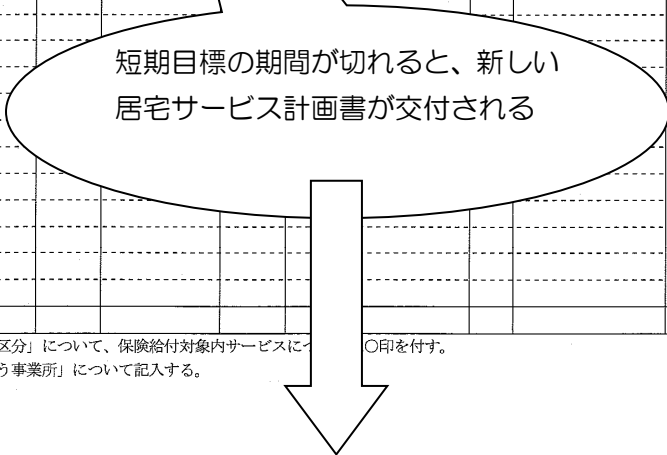 短期目標の期間が切れると、新しい
居宅サービス計画書が交付される
区分」について、保険給付対象内サービスにつ 〇印を付す。
う事業所」について記入する。